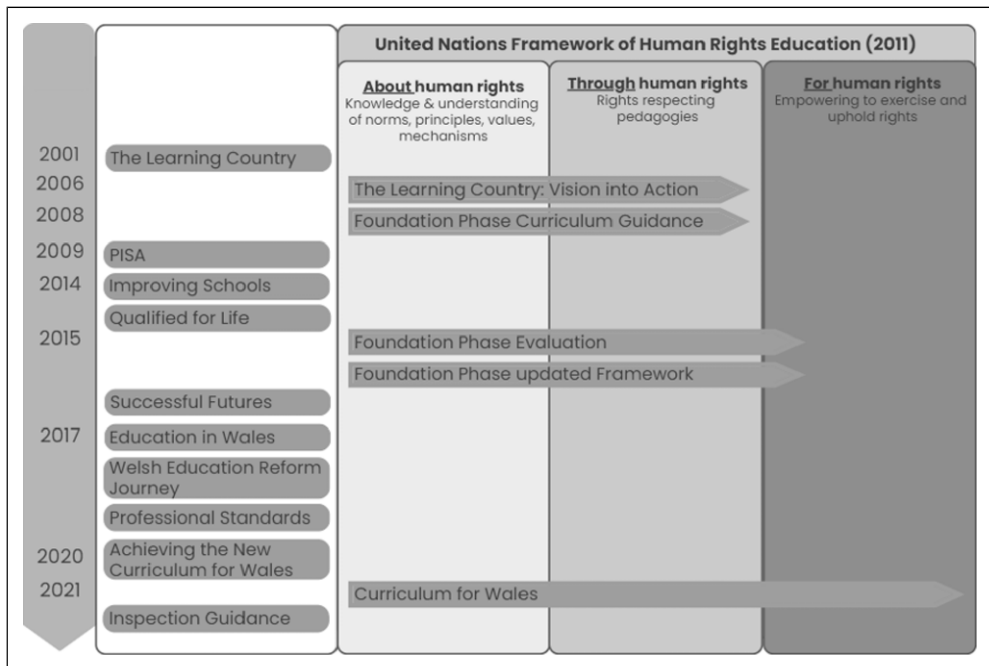 United Nations Framework of Human Rights Education (2011)
About human rights
Knowledge & understanding
of norms, principles, values,
mechanisms
Through human rights
Rights respecting
pedagogies
For human rights
Empowering to exercise and
uphold rights
2001
The Learning Country
2006
The Learning Country: Vision into Action
2008
Foundation Phase Curriculum Guidance
2009
PISA
2014
Improving Schools
Qualified for Life
2015
Foundation Phase Evaluation
Foundation Phase updated Framework
Successful Futures
2017
Education in Wales
Welsh Education Reform
Journey
Professional Standards
2020
Achieving the New
Curriculum for Wales
2021
Curriculum for Wales
Inspection Guidance